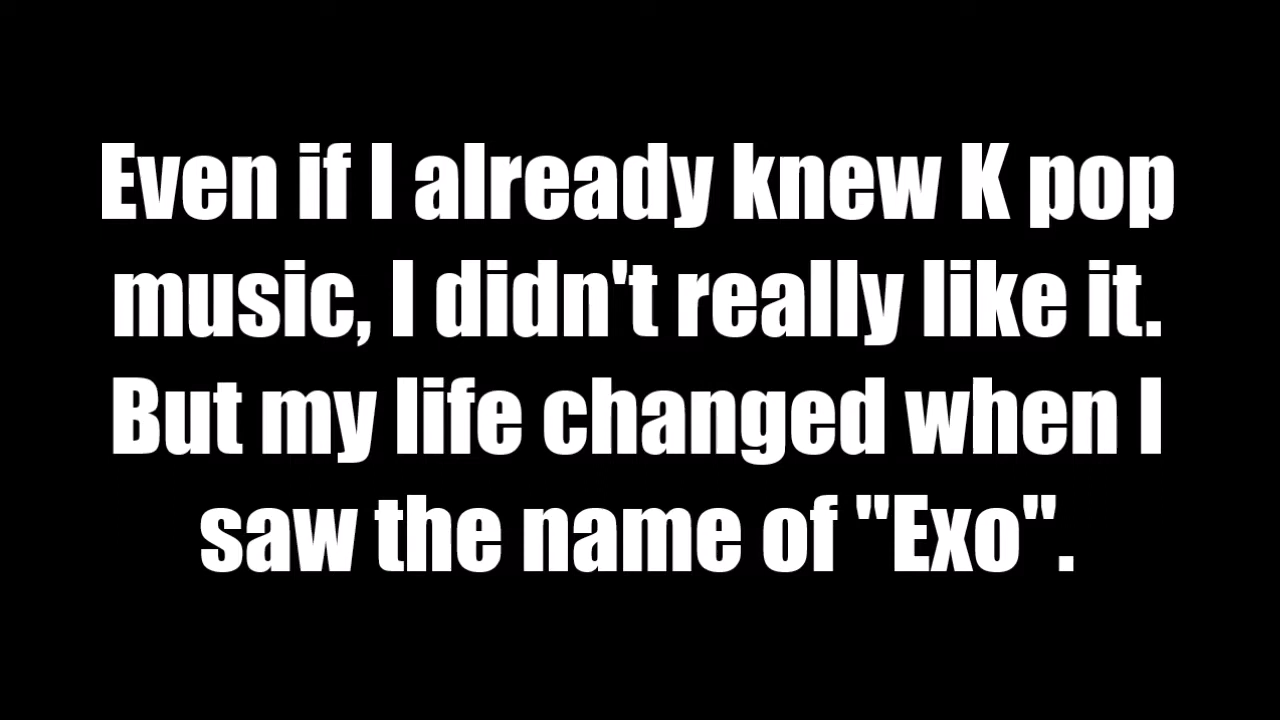 Even if I already knew K pop
music, I didn't really like it.
But my life changed when I
saw the name of "Exo".